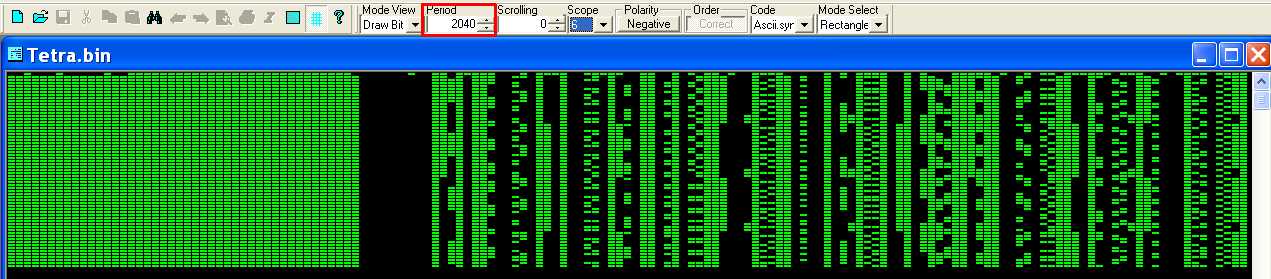 Mode View Period Scrolling Scope Polarity Order Code Mode Select
Draw Bit 2040 0 6 Negative Correct Ascii.syr Rectangle
Tetra.bin